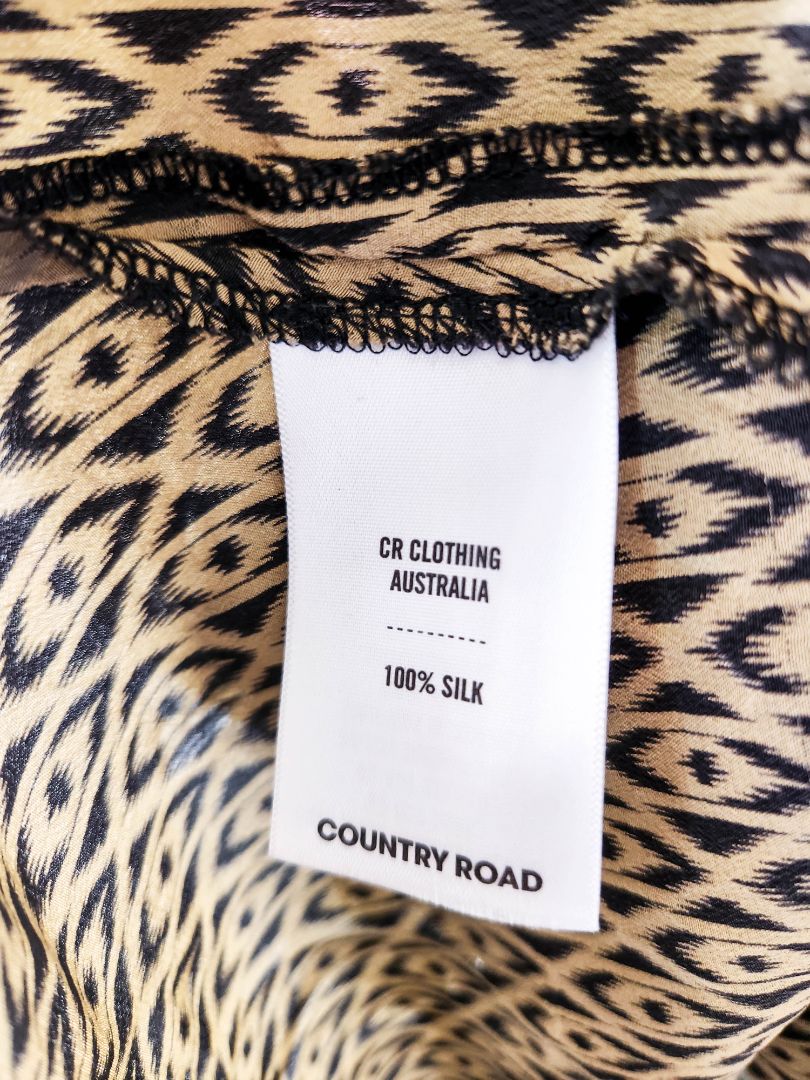 CR CLOTHING
AUSTRALIA
----------
100% SILK
COUNTRY ROAD